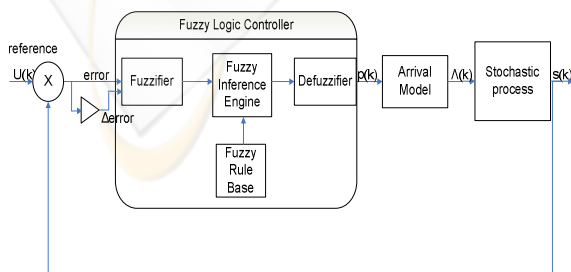 Fuzzy Logic Controller
reference
U(k)
X
error
Δerror
Fuzzifier
Fuzzy
Inference
Engine
Fuzzy
Rule
Base
Defuzzifier
p(k)
Arrival
Model
Λ(k)
Stochastic
process
s(k)